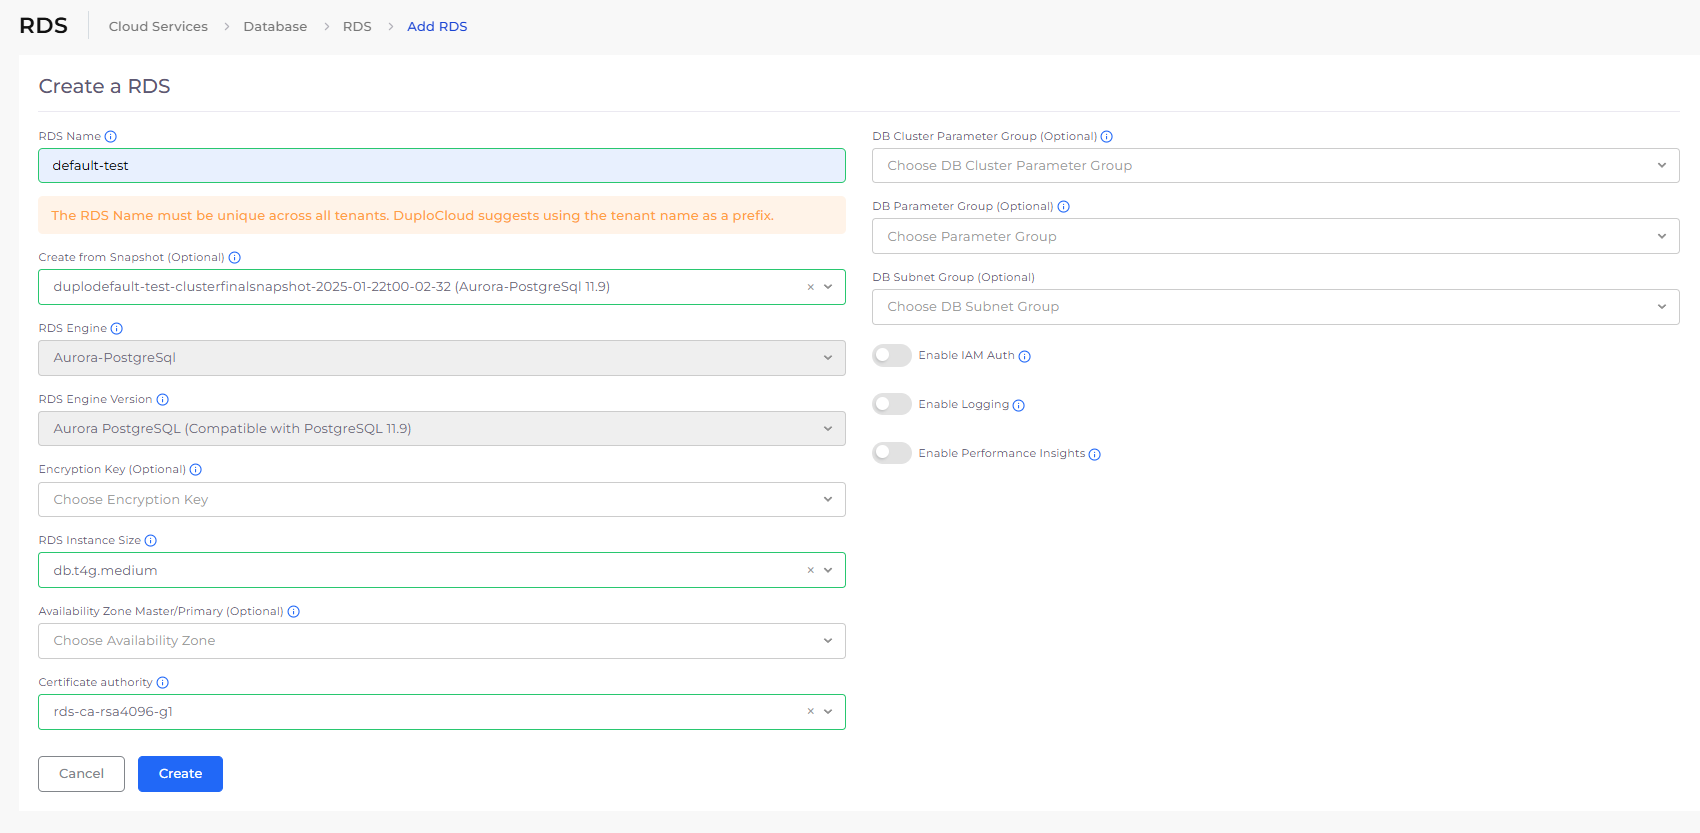 RDS
Cloud Services > Database > RDS > Add RDS
Create a RDS
RDS Name
default-test
The RDS Name must be unique across all tenants. DuploCloud suggests using the tenant name as a prefix.
Create from Snapshot (Optional)
duplodefault-test-clusterfinalsnapshot-2025-01-22t00-02-32 (Aurora-PostgreSql 11.9)
RDS Engine
Aurora-PostgreSql
RDS Engine Version
Aurora PostgreSQL (Compatible with PostgreSQL 11.9)
Encryption Key (Optional)
Choose Encryption Key
RDS Instance Size
db.t4g.medium
Availability Zone Master/Primary (Optional)
Choose Availability Zone
Certificate authority
rds-ca-rsa4096-g1
Cancel
Create
DB Cluster Parameter Group (Optional)
Choose DB Cluster Parameter Group
DB Parameter Group (Optional)
Choose Parameter Group
DB Subnet Group (Optional)
Choose DB Subnet Group
Enable IAM Auth
Enable Logging
Enable Performance Insights